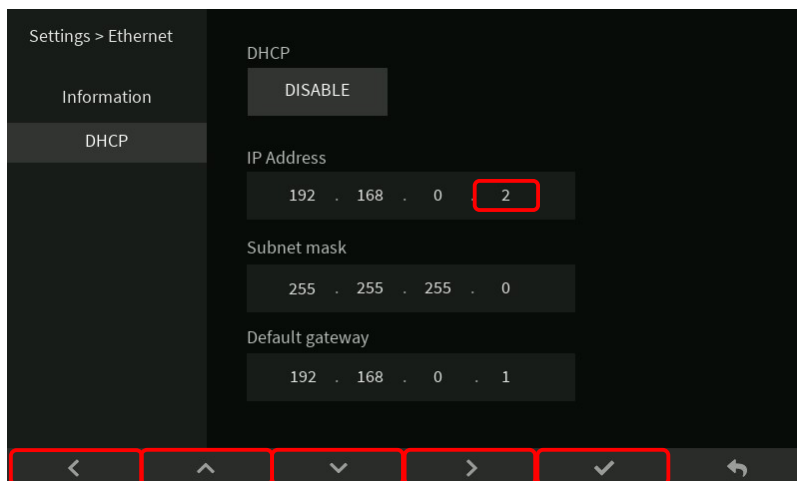 Settings > Ethernet
Information
DHCP
DHCP
DISABLE
IP Address
192 . 168 . 0 . 2
Subnet mask
255 . 255 . 255 . 0
Default gateway
192 . 168 . 0 . 1